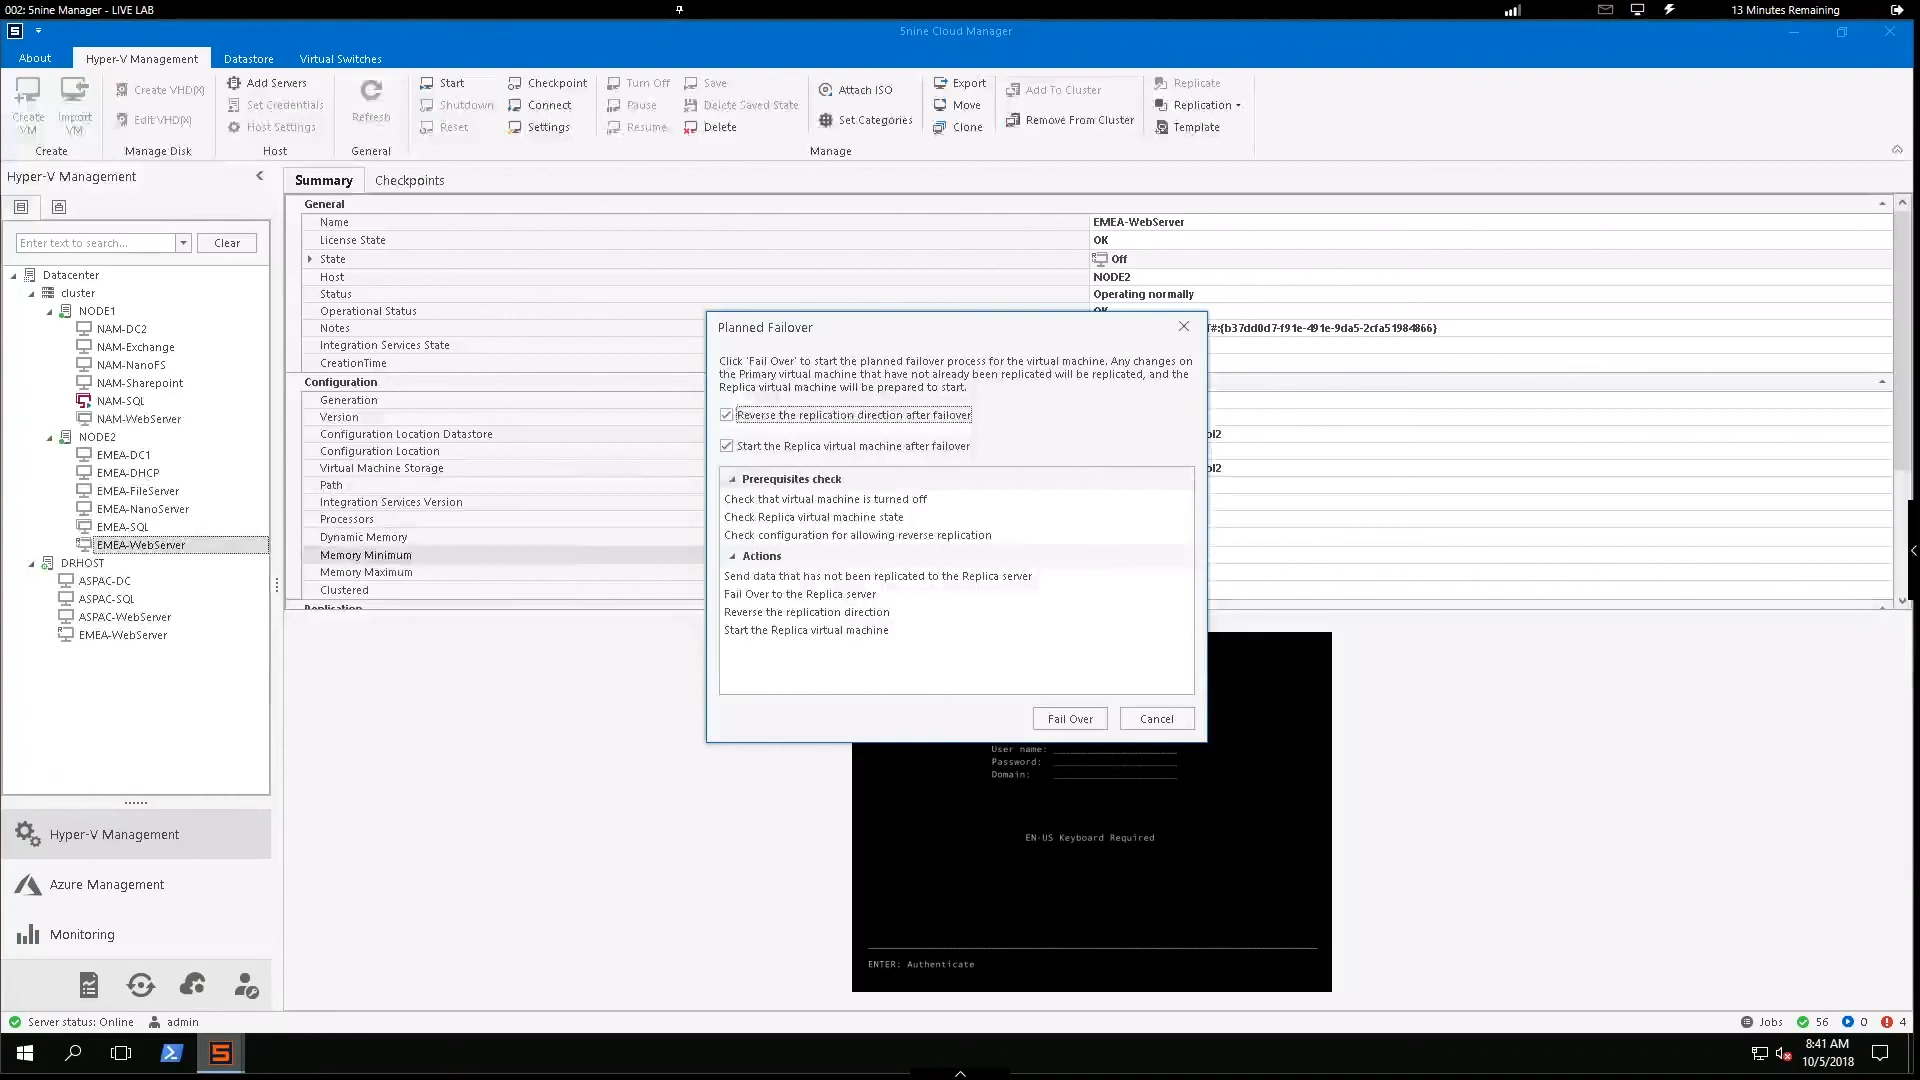 002: 5nine Manager - LIVE LAB
13 Minutes Remaining
5nine Cloud Manager
About
Hyper-V Management
Datastore
Virtual Switches
Create VM
Import VM
Create
Create VHD(X)
Edit VHD(X)
Manage Disk
Add Servers
Set Credentials
Host Settings
Host
Refresh
General
Start
Shutdown
Reset
Checkpoint
Connect
Settings
Turn Off
Pause
Resume
Save
Delete Saved State
Delete
Attach ISO
Set Categories
Export
Move
Clone
Add To Cluster
Remove From Cluster
Replicate
Replication
Template
Manage
Hyper-V Management
Enter text to search...
Clear
Datacenter
cluster
NODE1
NAM-DC2
NAM-Exchange
NAM-NanoFS
NAM-Sharepoint
NAM-SQL
NAM-WebServer
NODE2
EMEA-DC1
EMEA-DHCP
EMEA-FileServer
EMEA-NanoServer
EMEA-SQL
EMEA-WebServer
DRHOST
ASPAC-DC
ASPAC-SQL
ASPAC-WebServer
EMEA-WebServer
Hyper-V Management
Azure Management
Monitoring
Summary
Checkpoints
General
Name EMEA-WebServer
License State OK
State Off
Host NODE2
Status Operating normally
Operational Status OK
Notes f#:{b37dd0d7-f91e-491e-9da5-2cfa51984866}
Integration Services State
CreationTime
Configuration
Generation
Version
Configuration Location Datastore ol2
Configuration Location
Virtual Machine Storage ol2
Path
Integration Services Version
Processors
Dynamic Memory
Memory Minimum
Memory Maximum
Clustered
Replication
Planned Failover
Click 'Fail Over' to start the planned failover process for the virtual machine. Any changes on
the Primary virtual machine that have not already been replicated will be replicated, and the
Replica virtual machine will be prepared to start.
Reverse the replication direction after failover
Start the Replica virtual machine after failover
Prerequisites check
Check that virtual machine is turned off
Check Replica virtual machine state
Check configuration for allowing reverse replication
Actions
Send data that has not been replicated to the Replica server
Fail Over to the Replica server
Reverse the replication direction
Start the Replica virtual machine
Fail Over
Cancel
User name:
Password:
Domain:
EN-US Keyboard Required
ENTER: Authenticate
Server status: Online
admin
Jobs
56
0
4
8:41 AM
10/5/2018